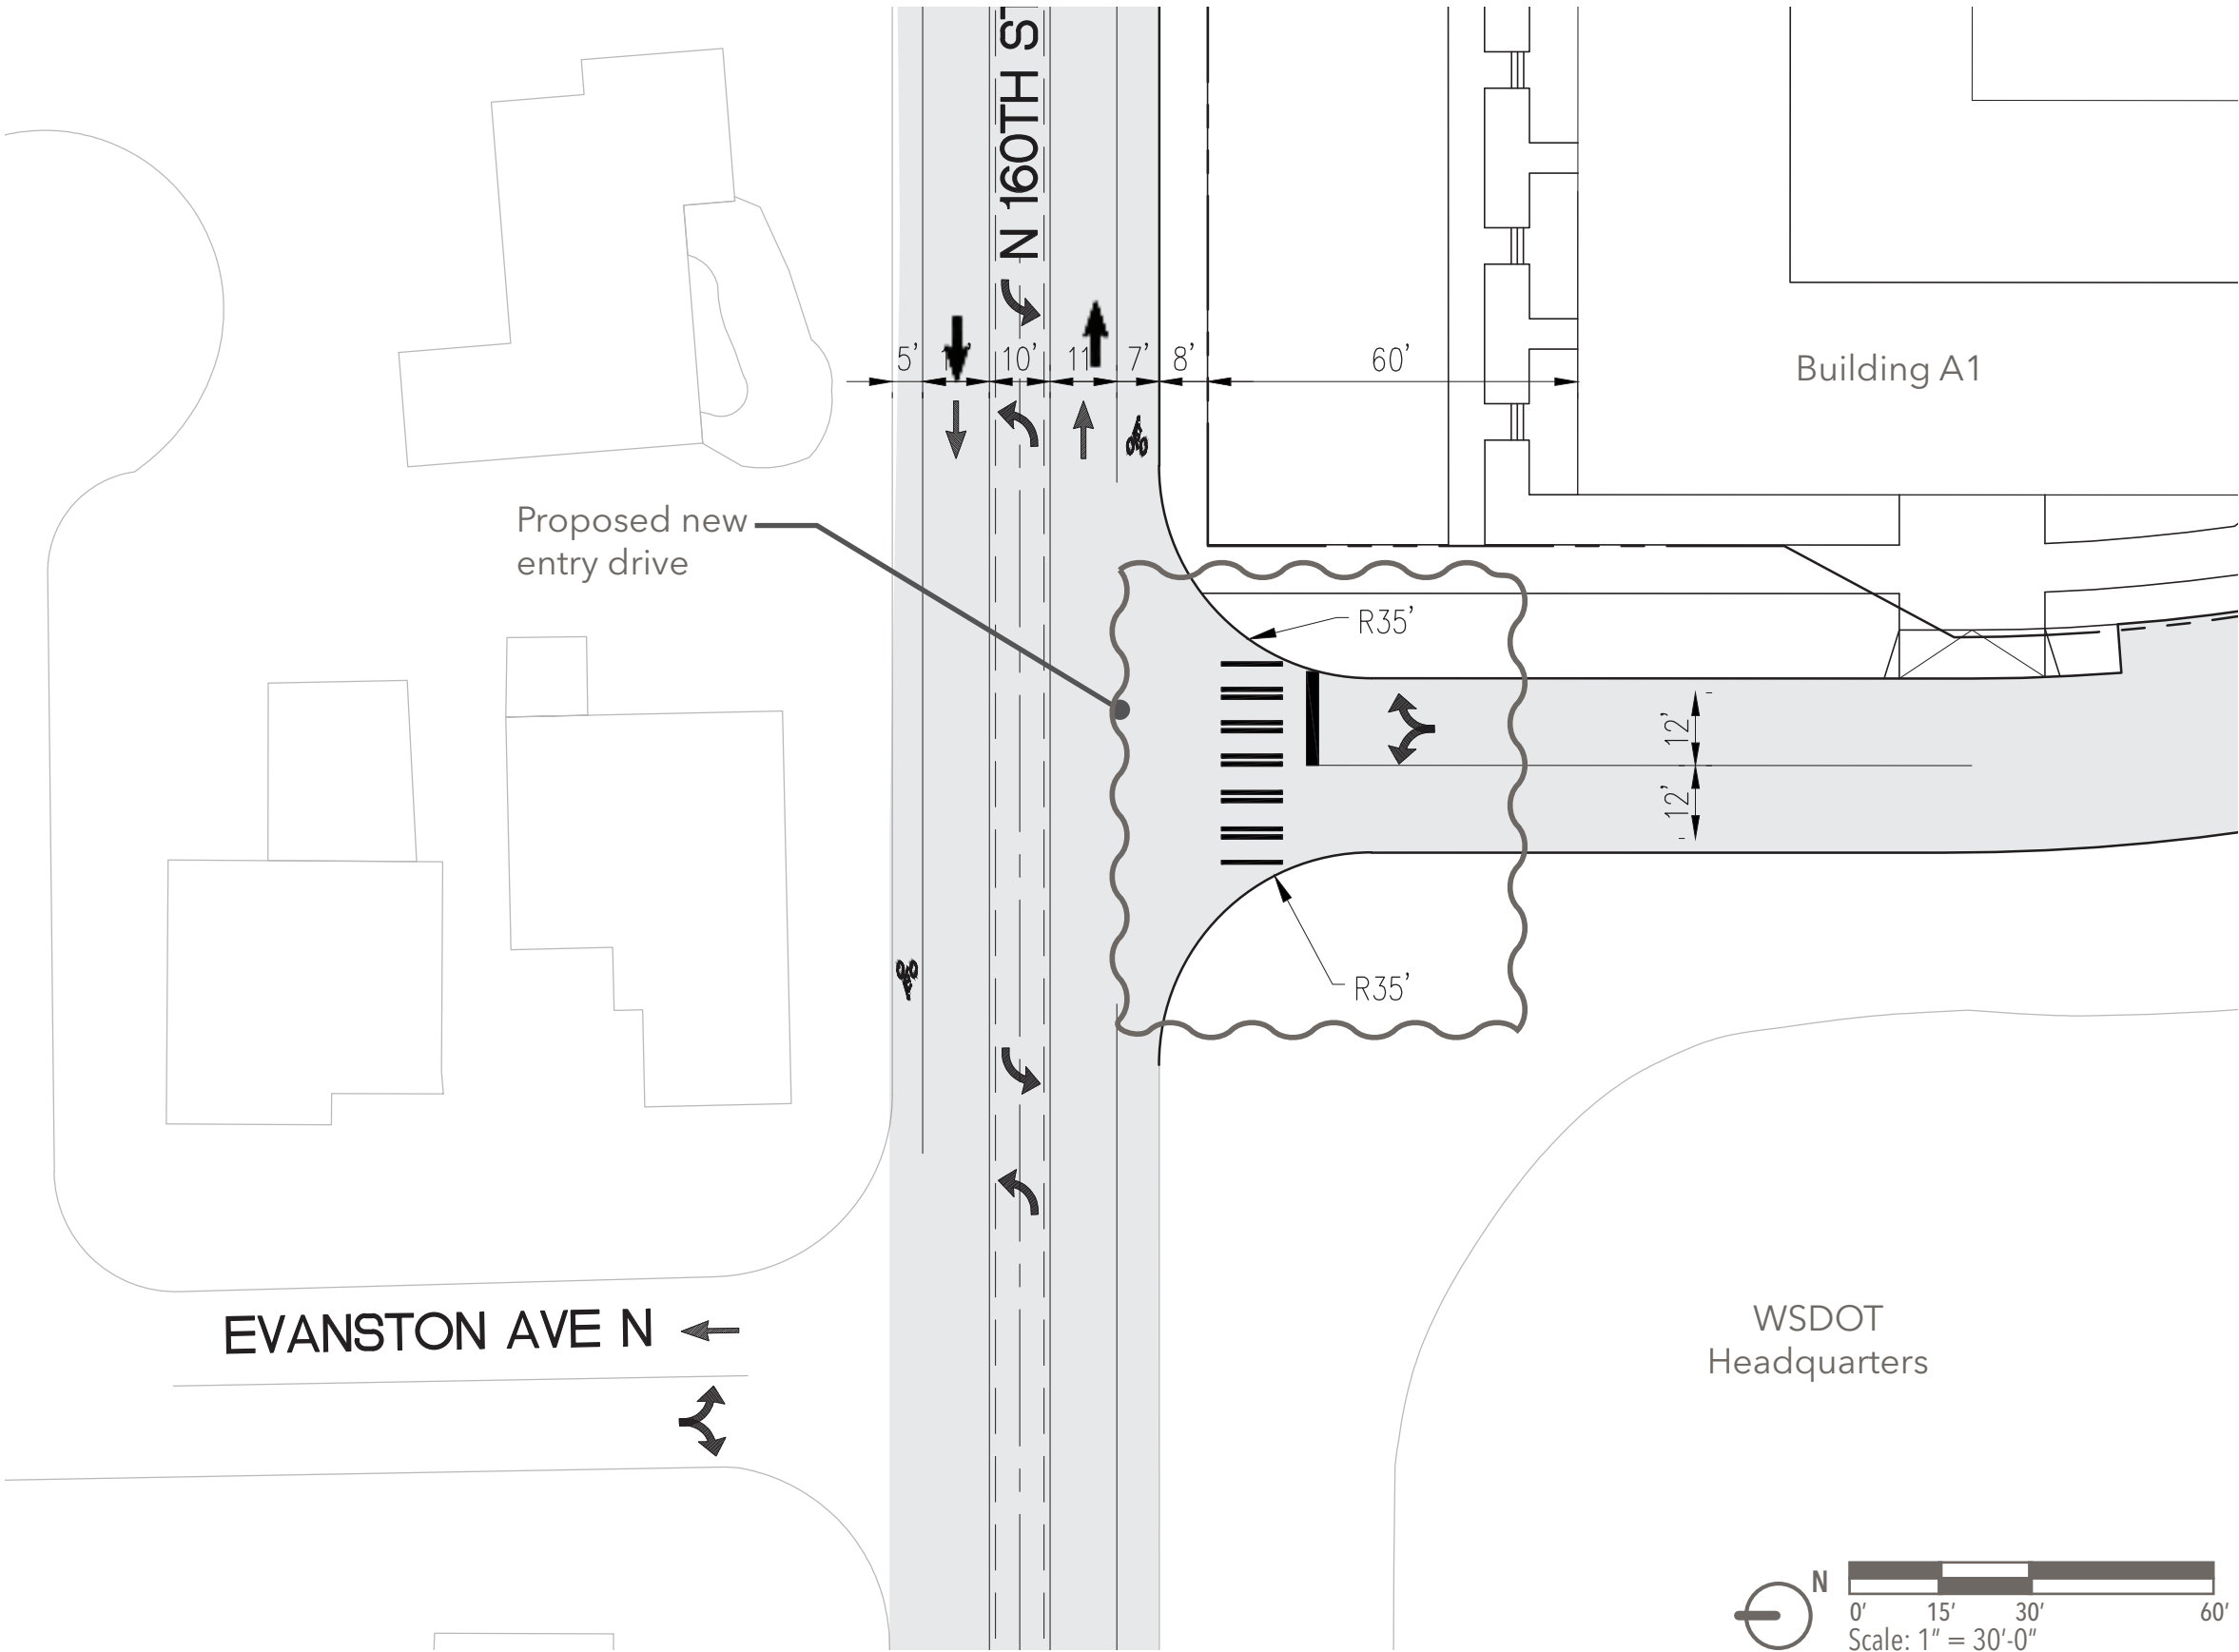 N 160TH ST
5'
10'
11'
7'
8'
60'
Building A1
Proposed new
entry drive
R35'
12'
12'
R35'
EVANSTON AVE N
WSDOT
Headquarters
N
0'
15'
30'
60'
Scale: 1" = 30'-0"